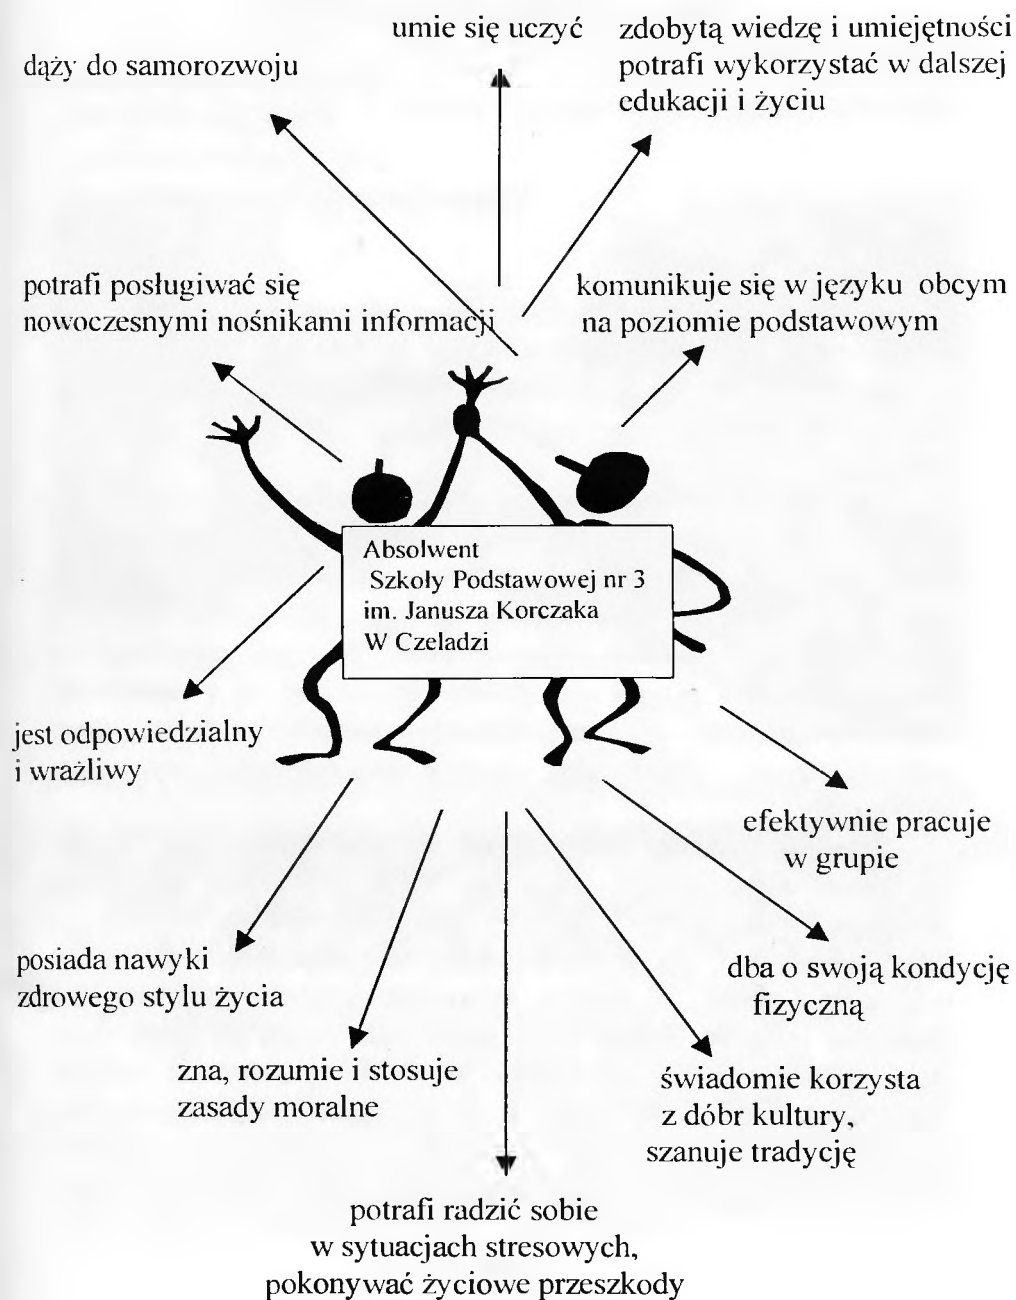 umie się uczyć
zdobytą wiedzę i umiejętności
potrafi wykorzystać w dalszej
edukacji i życiu
dąży do samorozwoju
potrafi posługiwać się
nowoczesnymi nośnikami informacji
komunikuje się w języku obcym
na poziomie podstawowym
Absolwent
Szkoły Podstawowej nr 3
im. Janusza Korczaka
W Czeladzi
jest odpowiedzialny
i wrażliwy
efektywnie pracuje
w grupie
posiada nawyki
zdrowego stylu życia
dba o swoją kondycję
fizyczną
zna, rozumie i stosuje
zasady moralne
świadomie korzysta
z dóbr kultury,
szanuje tradycję
potrafi radzić sobie
w sytuacjach stresowych,
pokonywać życiowe przeszkody